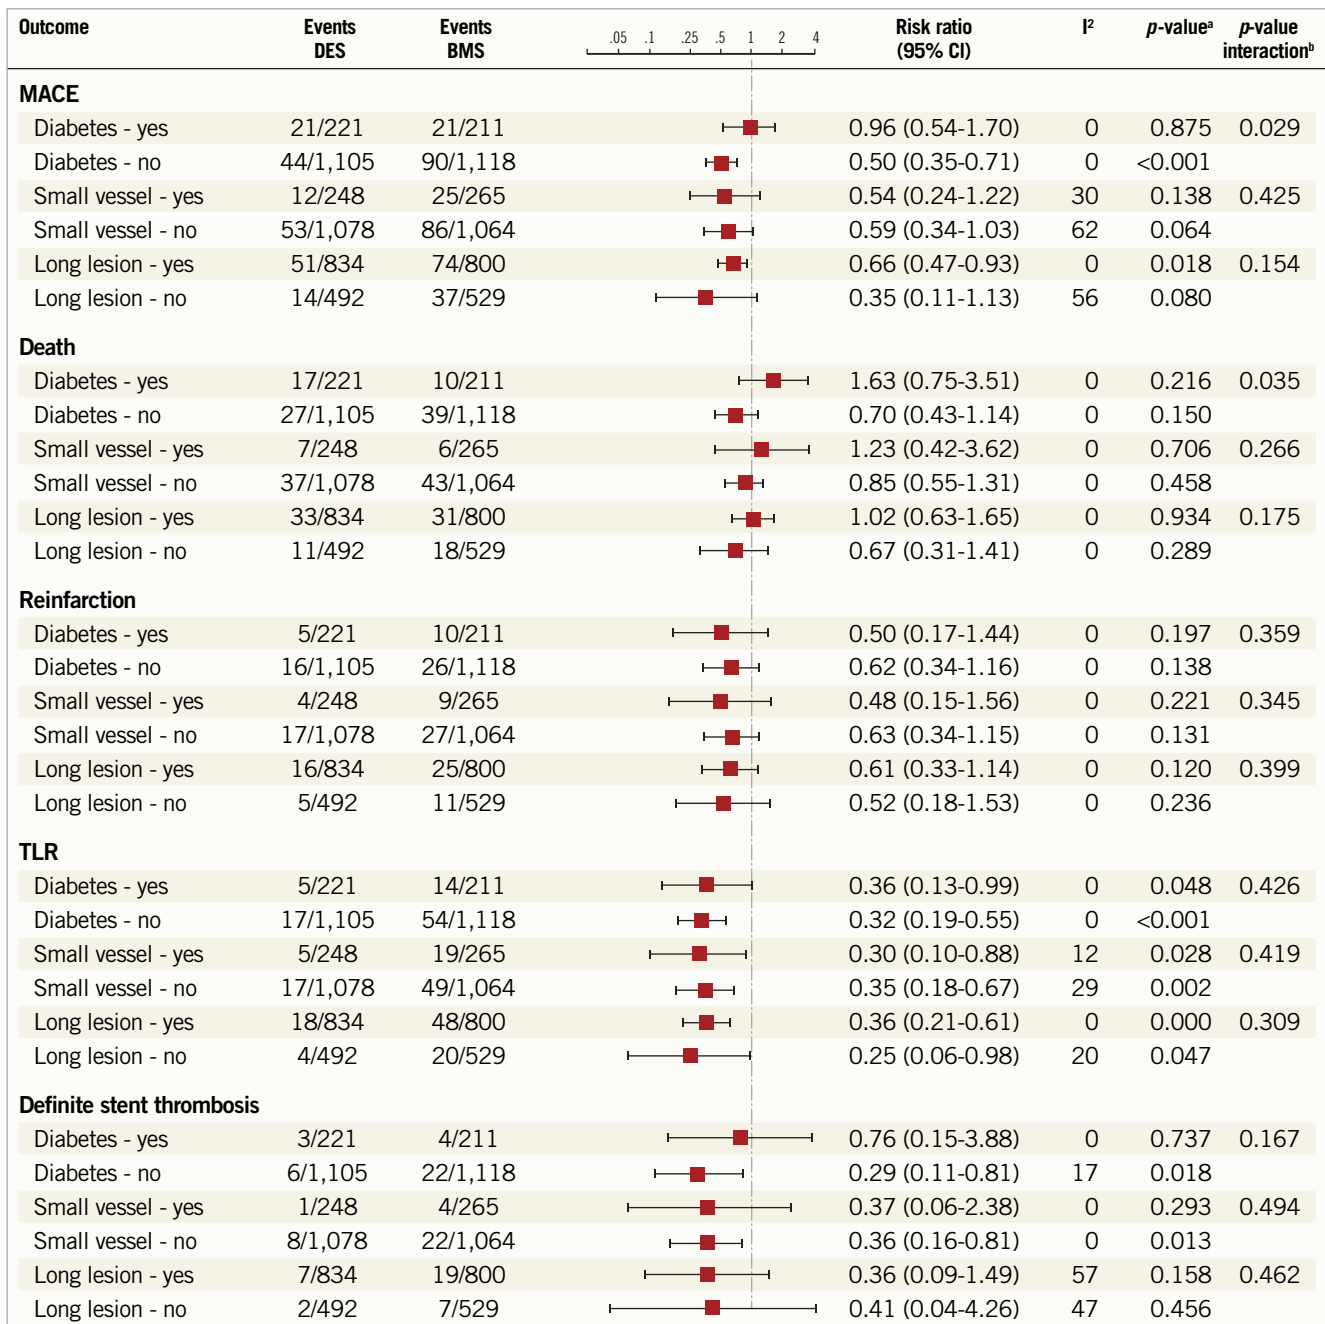 Outcome Events DES Events BMS .05 .1 .25 .5 1 2 4 Risk ratio (95% CI) I² p-valueᵃ p-value interactionᵇ
MACE
Diabetes - yes 21/221 21/211 0.96 (0.54-1.70) 0 0.875 0.029
Diabetes - no 44/1,105 90/1,118 0.50 (0.35-0.71) 0 <0.001
Small vessel - yes 12/248 25/265 0.54 (0.24-1.22) 30 0.138 0.425
Small vessel - no 53/1,078 86/1,064 0.59 (0.34-1.03) 62 0.064
Long lesion - yes 51/834 74/800 0.66 (0.47-0.93) 0 0.018 0.154
Long lesion - no 14/492 37/529 0.35 (0.11-1.13) 56 0.080
Death
Diabetes - yes 17/221 10/211 1.63 (0.75-3.51) 0 0.216 0.035
Diabetes - no 27/1,105 39/1,118 0.70 (0.43-1.14) 0 0.150
Small vessel - yes 7/248 6/265 1.23 (0.42-3.62) 0 0.706 0.266
Small vessel - no 37/1,078 43/1,064 0.85 (0.55-1.31) 0 0.458
Long lesion - yes 33/834 31/800 1.02 (0.63-1.65) 0 0.934 0.175
Long lesion - no 11/492 18/529 0.67 (0.31-1.41) 0 0.289
Reinfarction
Diabetes - yes 5/221 10/211 0.50 (0.17-1.44) 0 0.197 0.359
Diabetes - no 16/1,105 26/1,118 0.62 (0.34-1.16) 0 0.138
Small vessel - yes 4/248 9/265 0.48 (0.15-1.56) 0 0.221 0.345
Small vessel - no 17/1,078 27/1,064 0.63 (0.34-1.15) 0 0.131
Long lesion - yes 16/834 25/800 0.61 (0.33-1.14) 0 0.120 0.399
Long lesion - no 5/492 11/529 0.52 (0.18-1.53) 0 0.236
TLR
Diabetes - yes 5/221 14/211 0.36 (0.13-0.99) 0 0.048 0.426
Diabetes - no 17/1,105 54/1,118 0.32 (0.19-0.55) 0 <0.001
Small vessel - yes 5/248 19/265 0.30 (0.10-0.88) 12 0.028 0.419
Small vessel - no 17/1,078 49/1,064 0.35 (0.18-0.67) 29 0.002
Long lesion - yes 18/834 48/800 0.36 (0.21-0.61) 0 0.000 0.309
Long lesion - no 4/492 20/529 0.25 (0.06-0.98) 20 0.047
Definite stent thrombosis
Diabetes - yes 3/221 4/211 0.76 (0.15-3.88) 0 0.737 0.167
Diabetes - no 6/1,105 22/1,118 0.29 (0.11-0.81) 17 0.018
Small vessel - yes 1/248 4/265 0.37 (0.06-2.38) 0 0.293 0.494
Small vessel - no 8/1,078 22/1,064 0.36 (0.16-0.81) 0 0.013
Long lesion - yes 7/834 19/800 0.36 (0.09-1.49) 57 0.158 0.462
Long lesion - no 2/492 7/529 0.41 (0.04-4.26) 47 0.456